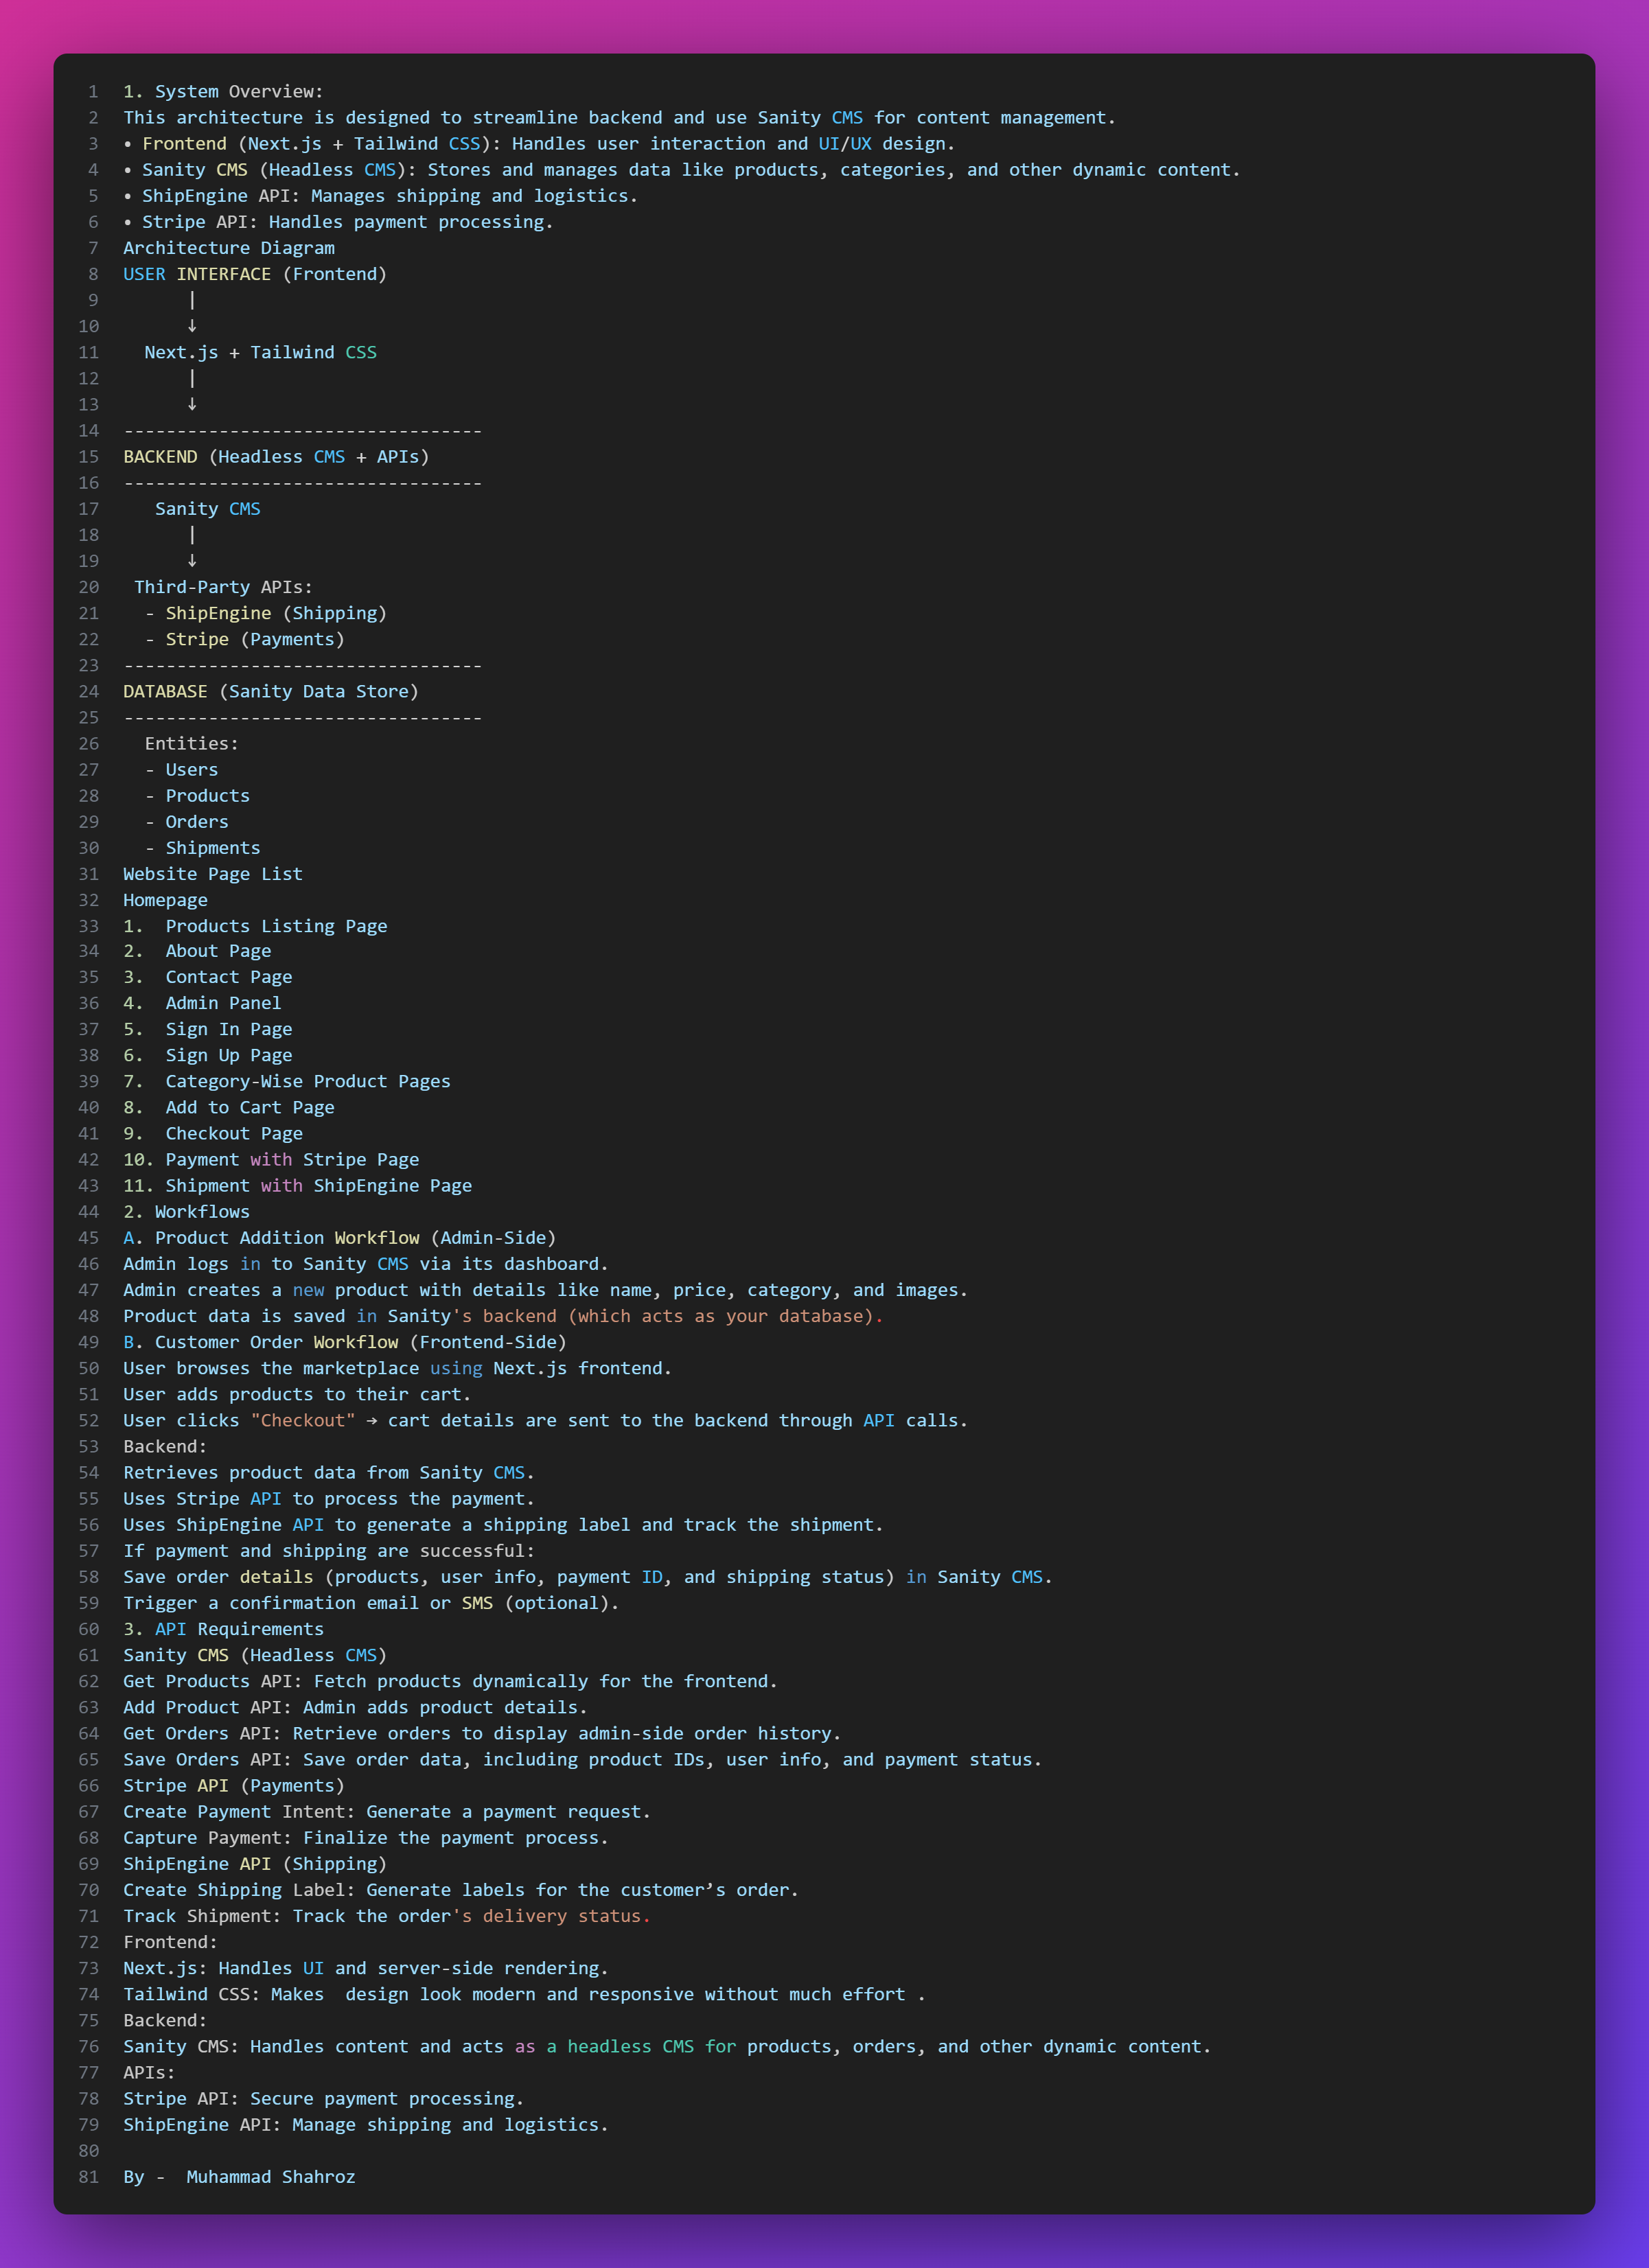 1 1. System Overview:
2 This architecture is designed to streamline backend and use Sanity CMS for content management.
3 • Frontend (Next.js + Tailwind CSS): Handles user interaction and UI/UX design.
4 • Sanity CMS (Headless CMS): Stores and manages data like products, categories, and other dynamic content.
5 • ShipEngine API: Manages shipping and logistics.
6 • Stripe API: Handles payment processing.
7 Architecture Diagram
8 USER INTERFACE (Frontend)
9       |
10       ↓
11   Next.js + Tailwind CSS
12       |
13       ↓
14 ----------------------------------
15 BACKEND (Headless CMS + APIs)
16 ----------------------------------
17    Sanity CMS
18       |
19       ↓
20  Third-Party APIs:
21   - ShipEngine (Shipping)
22   - Stripe (Payments)
23 ----------------------------------
24 DATABASE (Sanity Data Store)
25 ----------------------------------
26   Entities:
27   - Users
28   - Products
29   - Orders
30   - Shipments
31 Website Page List
32 Homepage
33 1.  Products Listing Page
34 2.  About Page
35 3.  Contact Page
36 4.  Admin Panel
37 5.  Sign In Page
38 6.  Sign Up Page
39 7.  Category-Wise Product Pages
40 8.  Add to Cart Page
41 9.  Checkout Page
42 10. Payment with Stripe Page
43 11. Shipment with ShipEngine Page
44 2. Workflows
45 A. Product Addition Workflow (Admin-Side)
46 Admin logs in to Sanity CMS via its dashboard.
47 Admin creates a new product with details like name, price, category, and images.
48 Product data is saved in Sanity's backend (which acts as your database).
49 B. Customer Order Workflow (Frontend-Side)
50 User browses the marketplace using Next.js frontend.
51 User adds products to their cart.
52 User clicks "Checkout" → cart details are sent to the backend through API calls.
53 Backend:
54 Retrieves product data from Sanity CMS.
55 Uses Stripe API to process the payment.
56 Uses ShipEngine API to generate a shipping label and track the shipment.
57 If payment and shipping are successful:
58 Save order details (products, user info, payment ID, and shipping status) in Sanity CMS.
59 Trigger a confirmation email or SMS (optional).
60 3. API Requirements
61 Sanity CMS (Headless CMS)
62 Get Products API: Fetch products dynamically for the frontend.
63 Add Product API: Admin adds product details.
64 Get Orders API: Retrieve orders to display admin-side order history.
65 Save Orders API: Save order data, including product IDs, user info, and payment status.
66 Stripe API (Payments)
67 Create Payment Intent: Generate a payment request.
68 Capture Payment: Finalize the payment process.
69 ShipEngine API (Shipping)
70 Create Shipping Label: Generate labels for the customer’s order.
71 Track Shipment: Track the order's delivery status.
72 Frontend:
73 Next.js: Handles UI and server-side rendering.
74 Tailwind CSS: Makes  design look modern and responsive without much effort .
75 Backend:
76 Sanity CMS: Handles content and acts as a headless CMS for products, orders, and other dynamic content.
77 APIs:
78 Stripe API: Secure payment processing.
79 ShipEngine API: Manage shipping and logistics.
80
81 By -  Muhammad Shahroz